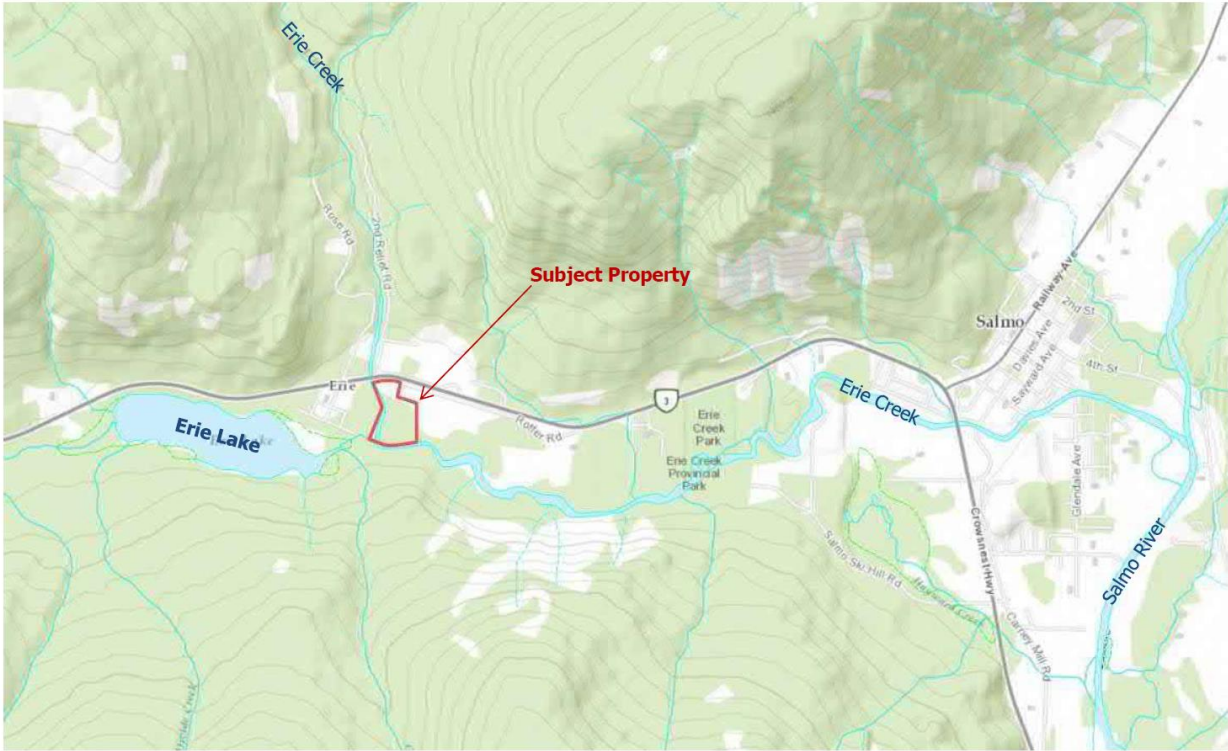 Erie Creek
Rose Rd
2nd Relief Rd
Subject Property
Salmo
Railway Ave
2nd St
Davies Ave
Sayward Ave
4th St
Erie
Erie Lake
Rotter Rd
3
Erie
Creek
Park
Erie Creek
Provincial
Park
Erie Creek
Glendale Ave
Crowsnest Hwy
Salmo Ski Hill Rd
Carney Mill Rd
Salmo River